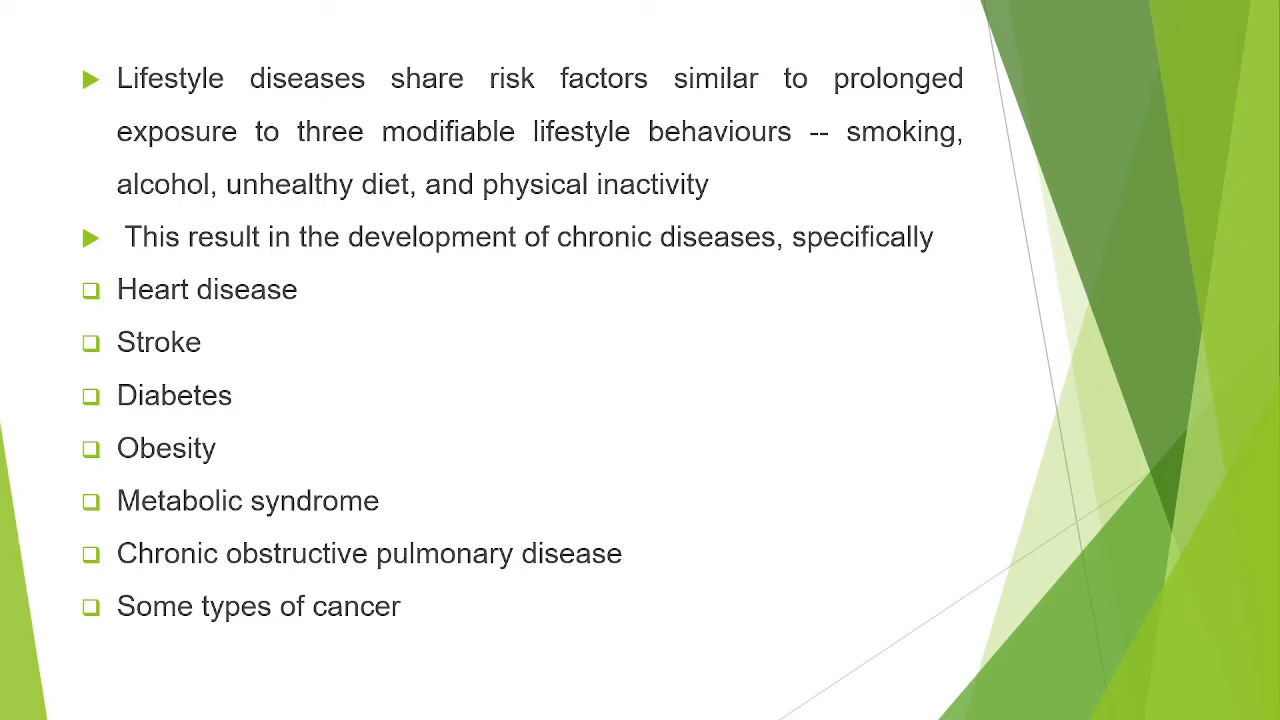 Lifestyle diseases share risk factors similar to prolonged
exposure to three modifiable lifestyle behaviours -- smoking,
alcohol, unhealthy diet, and physical inactivity
This result in the development of chronic diseases, specifically
Heart disease
Stroke
Diabetes
Obesity
Metabolic syndrome
Chronic obstructive pulmonary disease
Some types of cancer